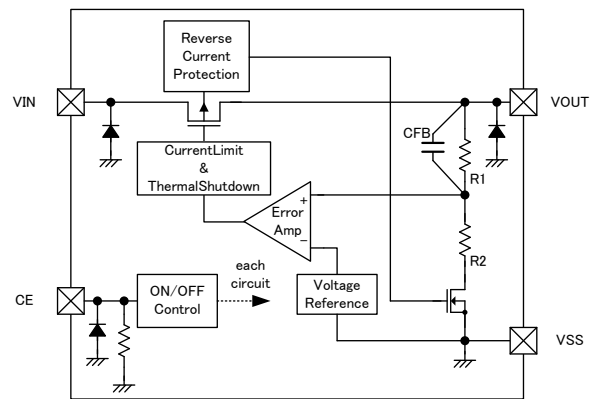 Reverse
Current
Protection
VIN
VOUT
CFB
R1
CurrentLimit
&
ThermalShutdown
+
Error
Amp
−
R2
each
circuit
CE
ON/OFF
Control
Voltage
Reference
VSS